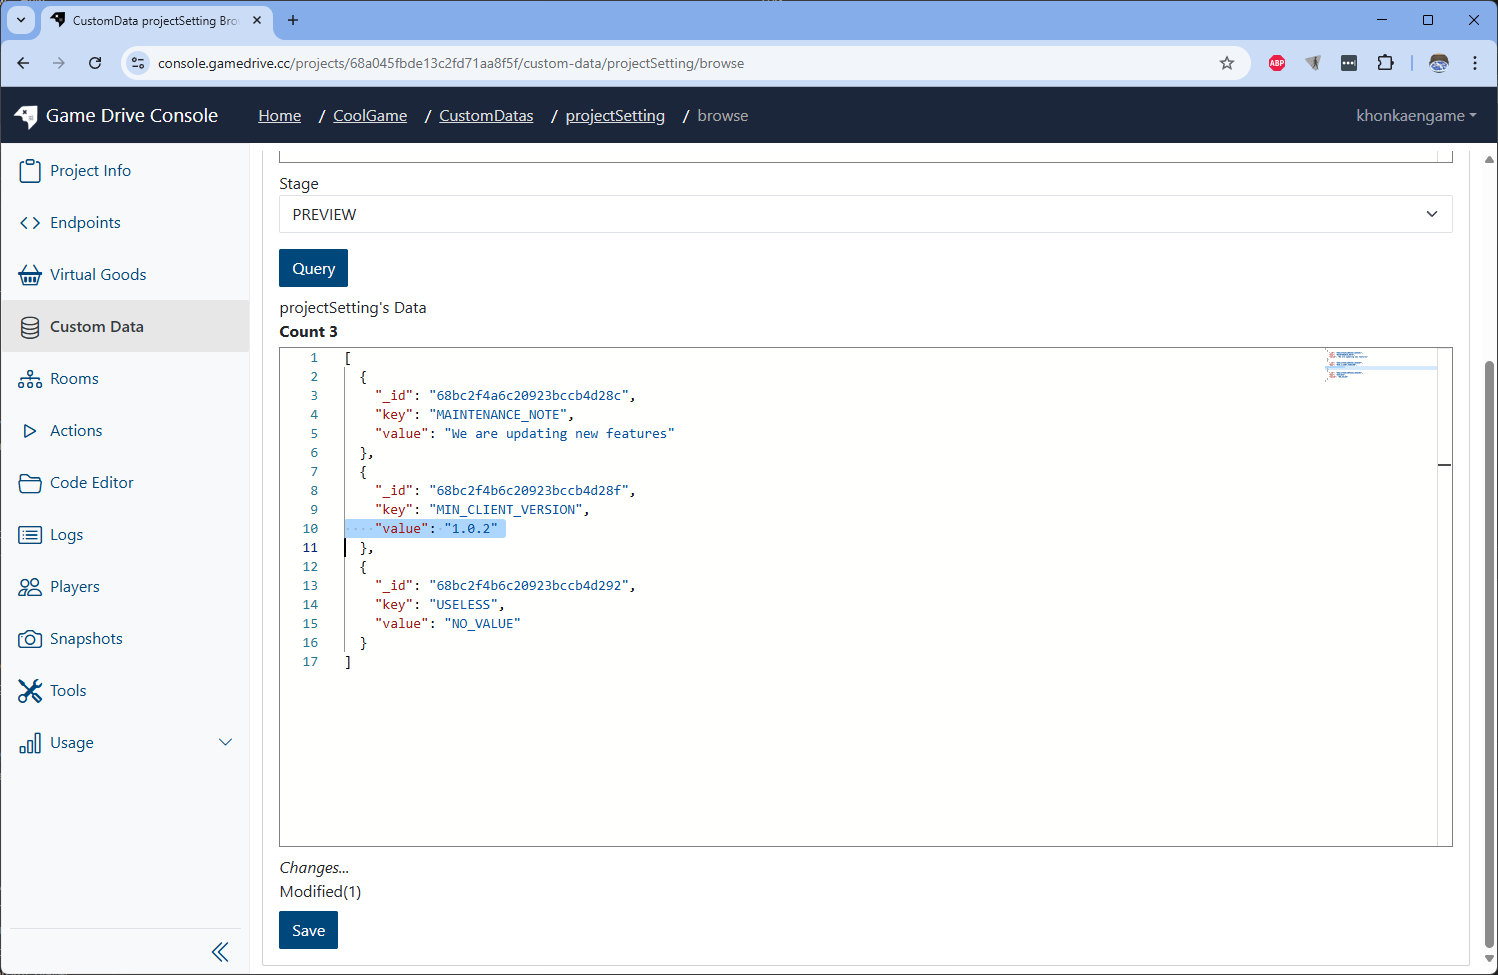 CustomData projectSetting Bro
console.gamedrive.cc/projects/68a045fbde13c2fd71aa8f5f/custom-data/projectSetting/browse
ABP
Game Drive Console
Home / CoolGame / CustomDatas / projectSetting / browse
khonkaengame
Project Info
Endpoints
Virtual Goods
Custom Data
Rooms
Actions
Code Editor
Logs
Players
Snapshots
Tools
Usage
Stage
PREVIEW
Query
projectSetting's Data
Count 3
1 [
2 {
3 "_id": "68bc2f4a6c20923bccb4d28c",
4 "key": "MAINTENANCE_NOTE",
5 "value": "We are updating new features"
6 },
7 {
8 "_id": "68bc2f4b6c20923bccb4d28f",
9 "key": "MIN_CLIENT_VERSION",
10 "value": "1.0.2"
11 },
12 {
13 "_id": "68bc2f4b6c20923bccb4d292",
14 "key": "USELESS",
15 "value": "NO_VALUE"
16 }
17 ]
Changes...
Modified(1)
Save